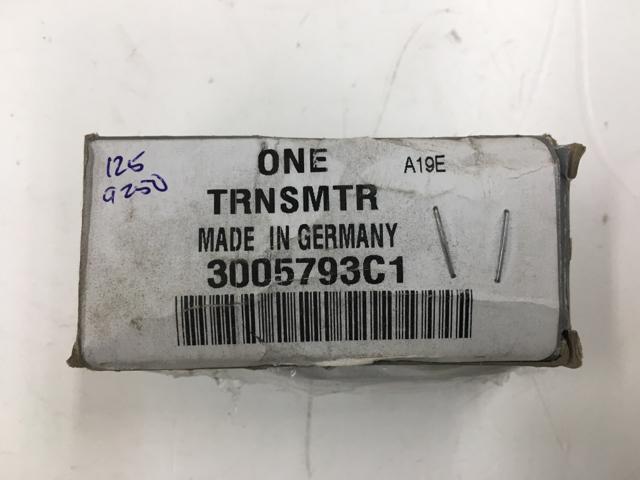 125
9250
ONE
A19E
TRNSMTR
MADE IN GERMANY
3005793C1